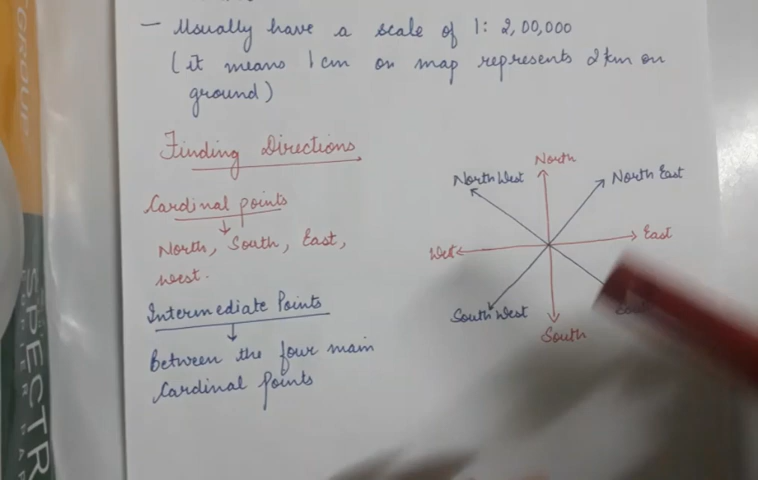 — Usually have a scale of 1: 2,00,000
(it means 1cm on map represents 2km on
ground)
Finding Directions
Cardinal points
North, South, East,
West.
Intermediate Points
Between the four main
Cardinal Points
North
North West
North East
West
East
South West
South
GROUP
SPECTR